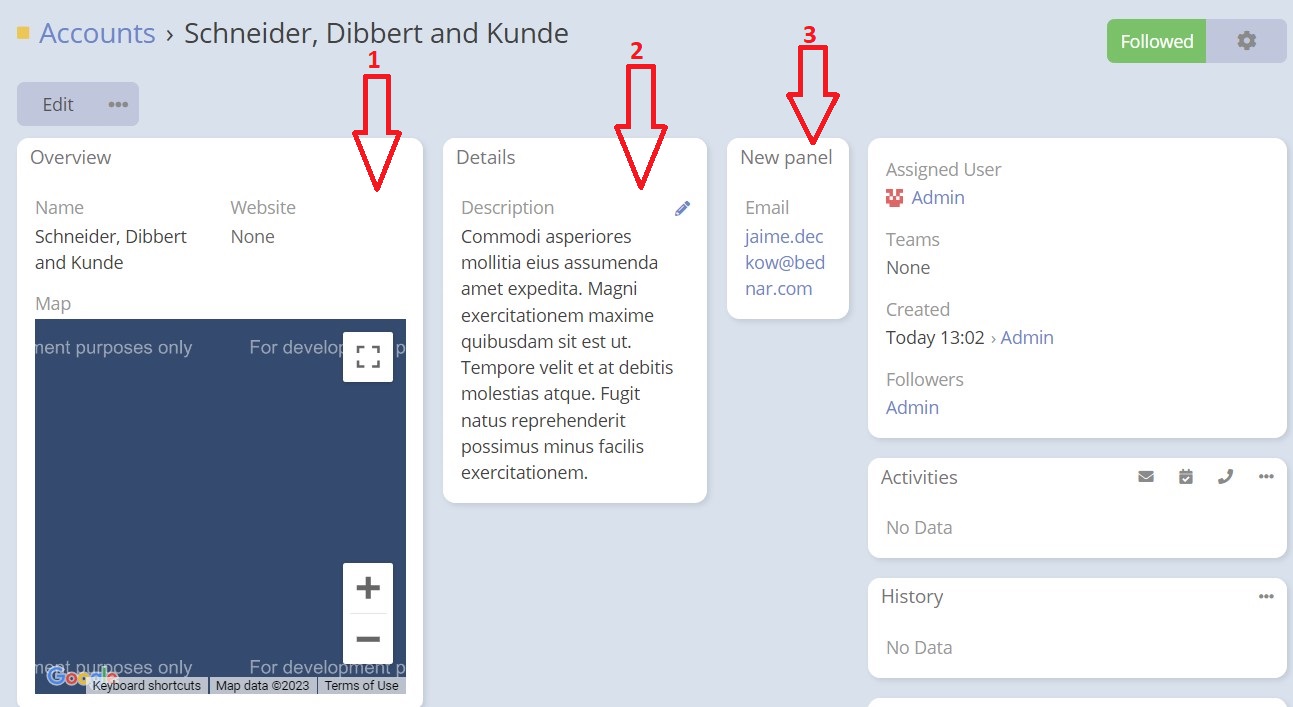 Accounts › Schneider, Dibbert and Kunde
1
2
3
Followed
Edit
Overview
Name
Schneider, Dibbert
and Kunde
Website
None
Map
ment purposes only
For develop
p
ment purposes only
For development p
Google
Keyboard shortcuts
Map data ©2023
Terms of Use
Details
Description
Commodi asperiores
mollitia eius assumenda
amet expedita. Magni
exercitationem maxime
quibusdam sit est ut.
Tempore velit et at debitis
molestias atque. Fugit
natus reprehenderit
possimus minus facilis
exercitationem.
New panel
Email
jaime.dec
kow@bed
nar.com
Assigned User
Admin
Teams
None
Created
Today 13:02 › Admin
Followers
Admin
Activities
No Data
History
No Data